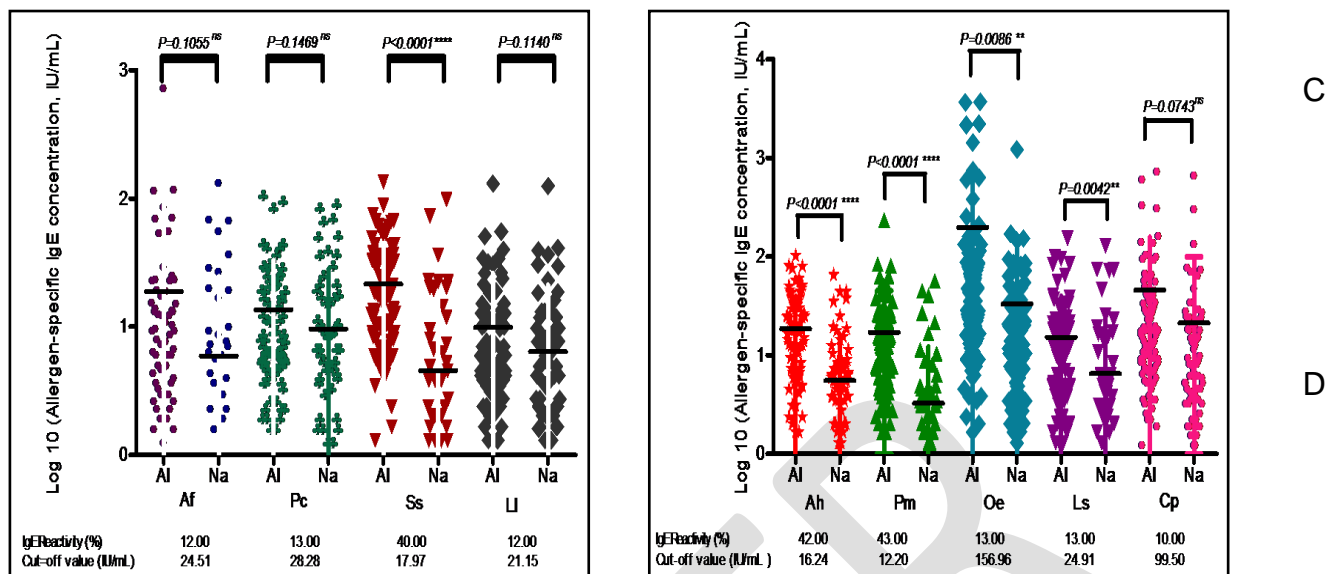 P=0.1055 ns P=0.1469 ns P<0.0001 **** P=0.1140 ns
Log 10 (Allergen-specific IgE concentration, IU/mL)
3
2
1
0
Al Na Al Na Al Na Al Na
Af Pc Ss Ll
IgEReactivity (%) 12.00 13.00 40.00 12.00
Cut=off value (IU/mL) 24.51 28.28 17.97 21.15
P=0.0086 **
P=0.0743 ns
P<0.0001 ****
P=0.0042**
P<0.0001 ****
Log 10 (Allergen-specific IgE concentration, IU/mL)
4
3
2
1
0
Al Na Al Na Al Na Al Na Al Na
Ah Pm Oe Ls Cp
IgEReactivity (%) 42.00 43.00 13.00 13.00 10.00
Cut-off value (IU/mL ) 16.24 12.20 156.96 24.91 99.50
C
D